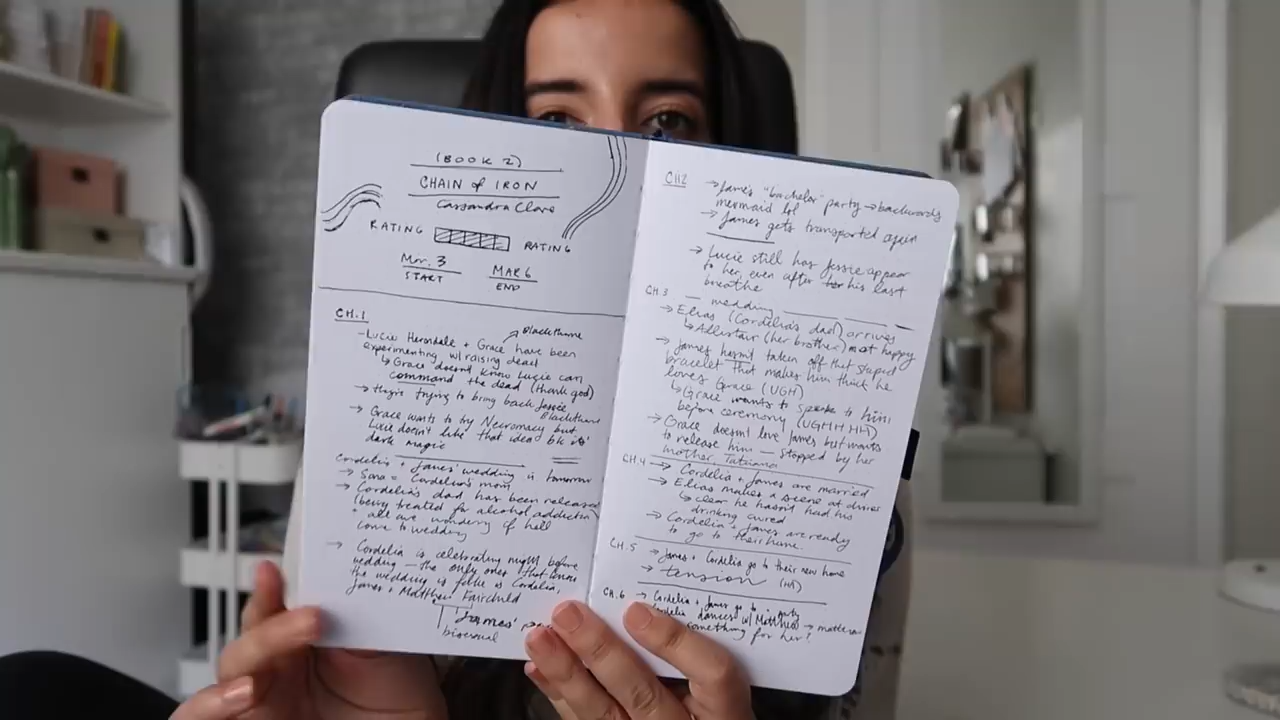 (BOOK 2)
CHAIN of IRON
Cassandra Clare
RATING RATING
Mar. 3 MAR 6
START END
CH.1
Blackthorne
- Lucie Herondale + Grace have been
experimenting w/ raising dead
↳ Grace doesn't know Lucie can
command the dead (thank god)
→ they're trying to bring back Jessie
Blackthorne
→ Grace wants to try Necromacy but
Lucie doesn't like that idea b/c it's
dark magic
Cordelia + James' wedding is tomorrow
→ Sona = Cordelia's mom
→ Cordelia's dad has been released
(being treated for alcohol addiction)
* all are wondering if he'll
come to wedding
→ Cordelia is celebrating night before
wedding — the only ones that know
the wedding is fake is Cordelia,
James + Matthew Fairchild
James'
bisexual
CH2
→ James "bachelor" party → backwards
mermaid lol
→ James gets transported again
→ Lucie still has Jessie appear
to her, even after his last
breathe
CH.3
— wedding
→ Elias (Cordelia's dad) arrives
↳ Allistair (her brother) not happy
→ James hasn't taken off that stupid
bracelet that makes him think he
loves Grace (UGH)
↳ Grace wants to speak to him
before ceremony (UGHHHHH)
→ Grace doesn't love James but wants
to release him — stopped by her
mother, Tatiana
CH.4 → Cordelia + James are married
→ Elias makes a scene at dinner
↳ clear he hasn't had his
drinking cured
→ Cordelia + James are ready
to go to their home.
CH.5 → James + Cordelia go to their new home
→ tension
CH.6 → Cordelia + James go to party
Cordelia dances w/ Matthew →
something for her?